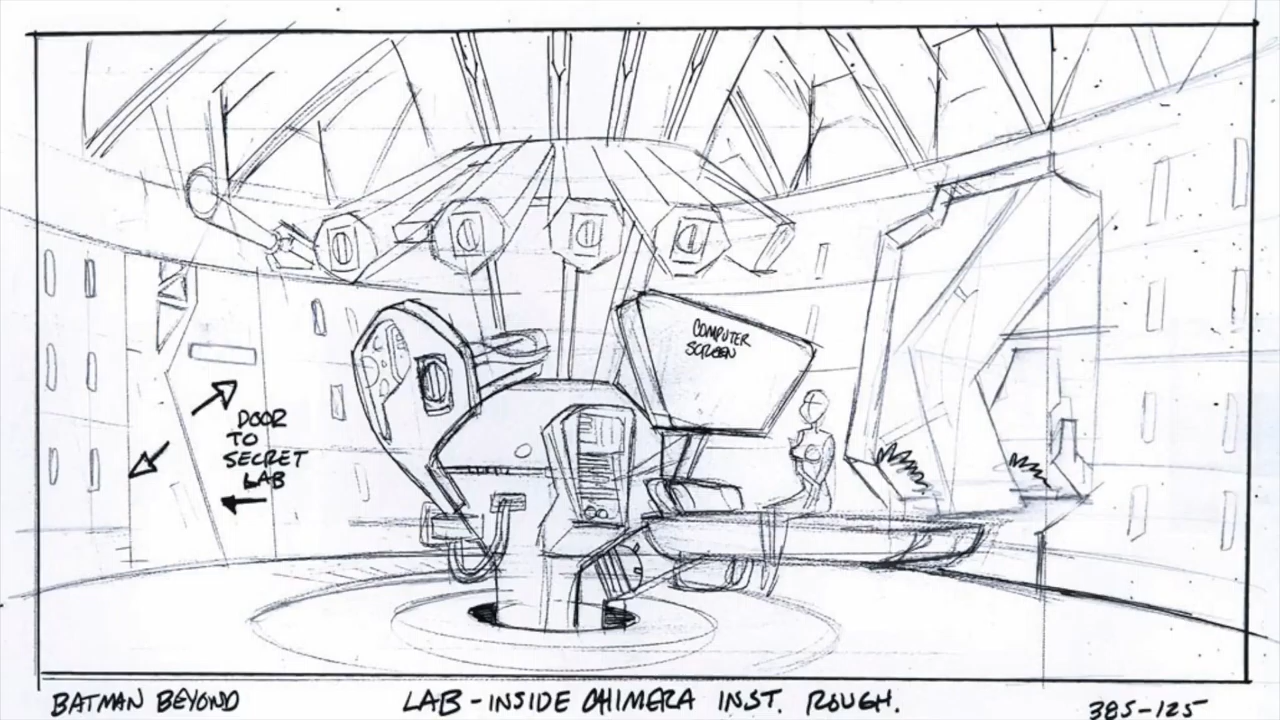 COMPUTER
SCREEN
DOOR
TO
SECRET
LAB
BATMAN BEYOND
LAB - INSIDE CHIMERA INST. ROUGH.
385-125